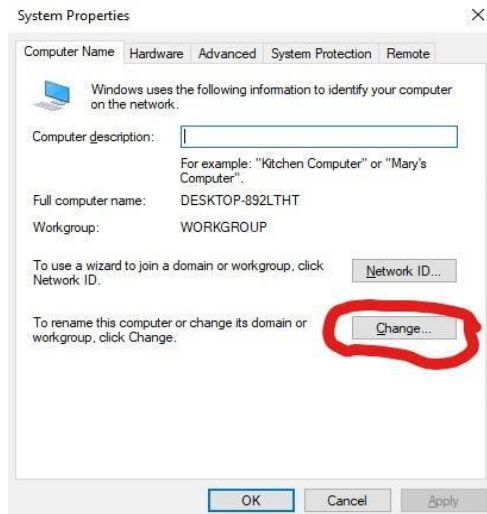 System Properties
Computer Name Hardware Advanced System Protection Remote
Windows uses the following information to identify your computer
on the network.
Computer description:
For example: "Kitchen Computer" or "Mary's
Computer".
Full computer name: DESKTOP-892LTHT
Workgroup: WORKGROUP
To use a wizard to join a domain or workgroup, click
Network ID.
Network ID...
To rename this computer or change its domain or
workgroup, click Change.
Change...
OK Cancel Apply